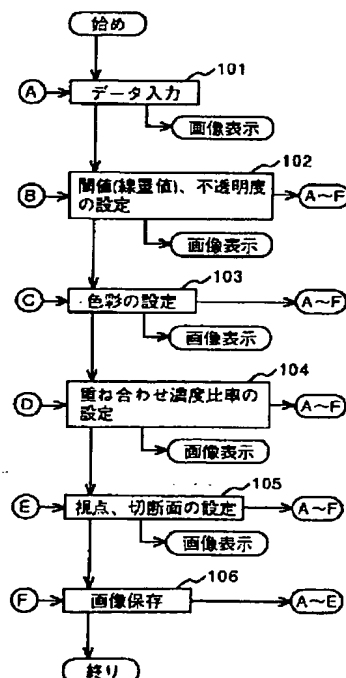 始め
101
A
データ入力
画像表示
102
B
閾値(線量値)、不透明度
の設定
A～F
画像表示
103
C
色彩の設定
A～F
画像表示
104
D
重ね合わせ濃度比率の
設定
A～F
画像表示
105
E
視点、切断面の設定
A～F
画像表示
106
F
画像保存
A～E
終り